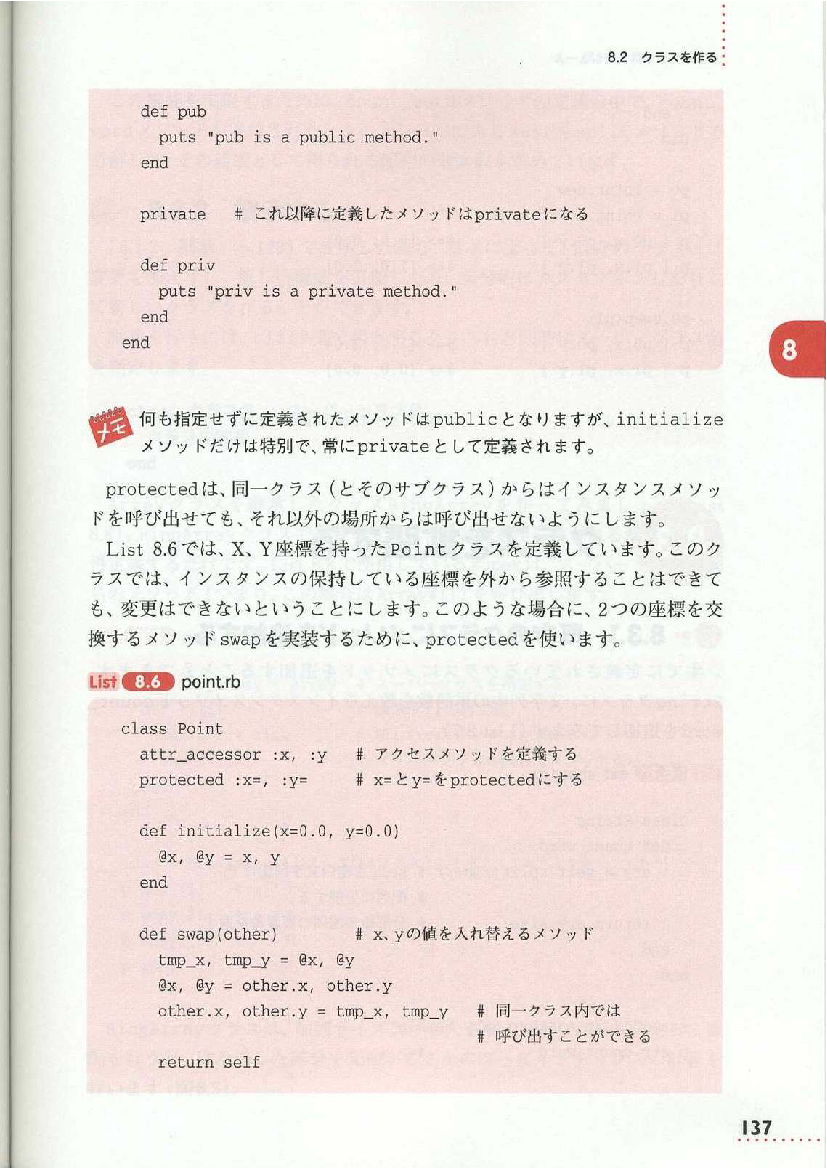 8.2 クラスを作る
def pub
puts "pub is a public method."
end
private # これ以降に定義したメソッドはprivateになる
def priv
puts "priv is a private method."
end
end
8
メモ
何も指定せずに定義されたメソッドはpublicとなりますが、initialize
メソッドだけは特別で、常にprivateとして定義されます。
protectedは、同一クラス(とそのサブクラス)からはインスタンスメソッ
ドを呼び出せても、それ以外の場所からは呼び出せないようにします。
List 8.6では、X、Y座標を持ったPointクラスを定義しています。このク
ラスでは、インスタンスの保持している座標を外から参照することはできて
も、変更はできないということにします。このような場合に、2つの座標を交
換するメソッドswapを実装するために、protectedを使います。
List 8.6 point.rb
class Point
attr_accessor :x, :y # アクセスメソッドを定義する
protected :x=, :y= # x=とy=をprotectedにする
def initialize(x=0.0, y=0.0)
@x, @y = x, y
end
def swap(other) # x、yの値を入れ替えるメソッド
tmp_x, tmp_y = @x, @y
@x, @y = other.x, other.y
other.x, other.y = tmp_x, tmp_y # 同一クラス内では
# 呼び出すことができる
return self
137